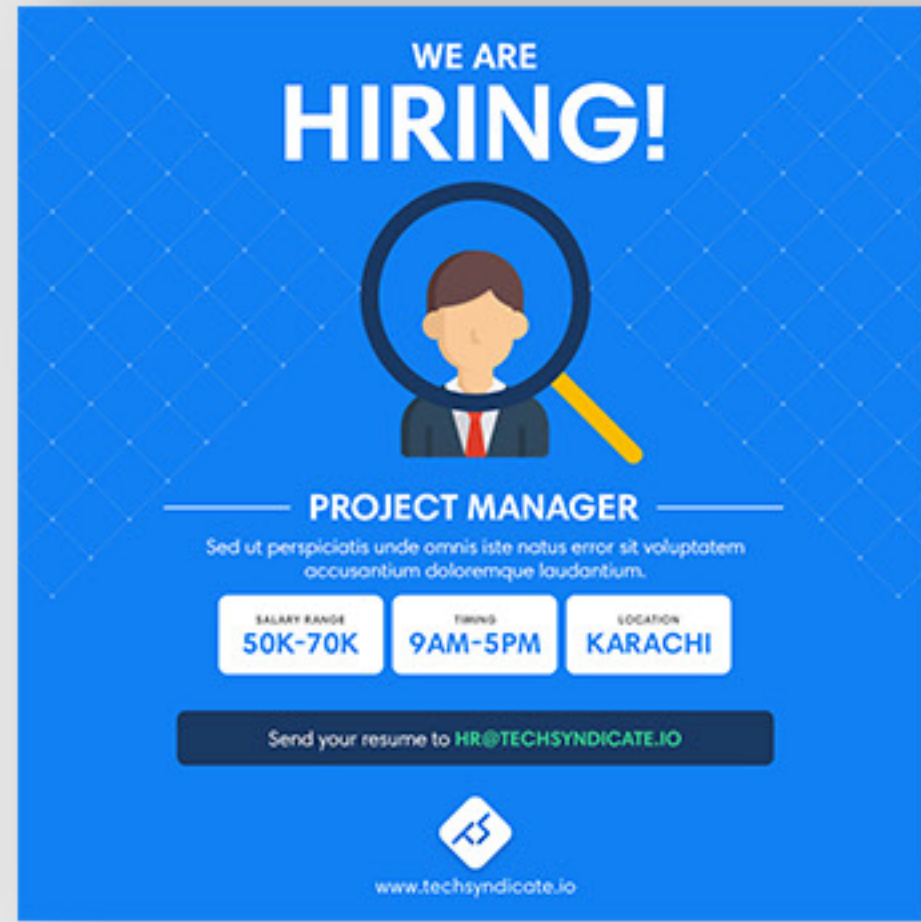 WE ARE
HIRING!
PROJECT MANAGER
Sed ut perspiciatis unde omnis iste natus error sit voluptatem
accusantium doloremque laudantium.
SALARY RANGE
50K-70K
TIMING
9AM-5PM
LOCATION
KARACHI
Send your resume to HR@TECHSYNDICATE.IO
TS
www.techsyndicate.io